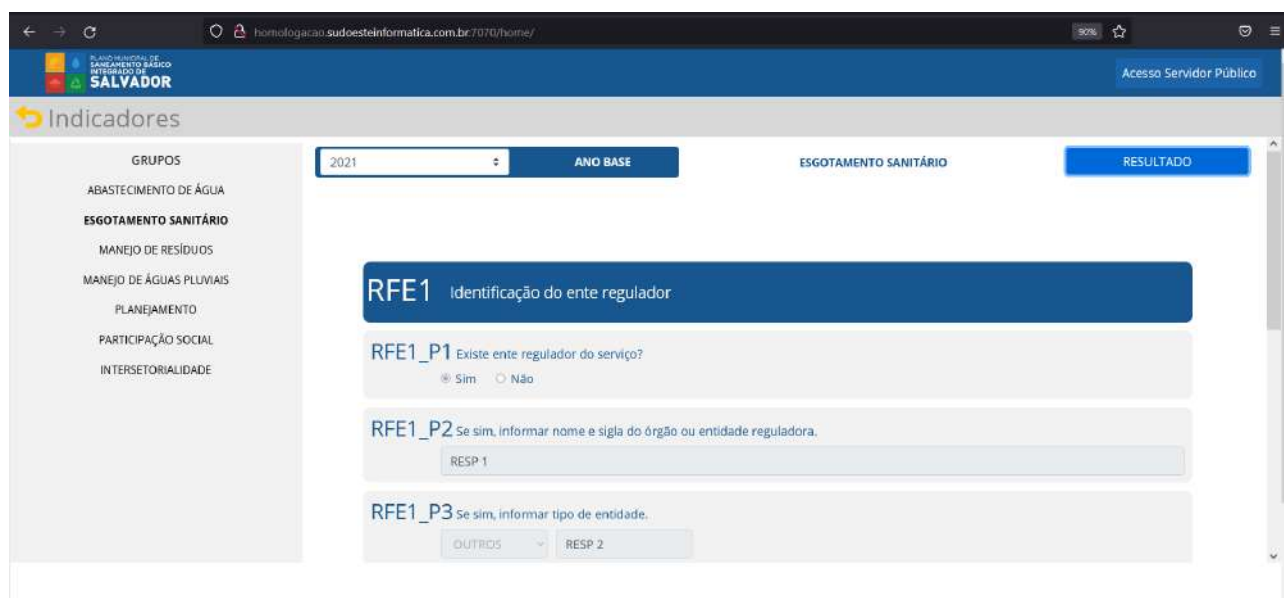 homologacao.sudoesteinformatica.com.br:7070/home/
90%
PLANO MUNICIPAL DE
SANEAMENTO BÁSICO
INTEGRADO DE
SALVADOR
Acesso Servidor Público
Indicadores
GRUPOS
ABASTECIMENTO DE ÁGUA
ESGOTAMENTO SANITÁRIO
MANEJO DE RESÍDUOS
MANEJO DE ÁGUAS PLUVIAIS
PLANEJAMENTO
PARTICIPAÇÃO SOCIAL
INTERSETORIALIDADE
2021 ANO BASE ESGOTAMENTO SANITÁRIO RESULTADO
RFE1 Identificação do ente regulador
RFE1_P1 Existe ente regulador do serviço?
Sim Não
RFE1_P2 Se sim, informar nome e sigla do órgão ou entidade reguladora.
RESP 1
RFE1_P3 Se sim, informar tipo de entidade.
OUTROS RESP 2